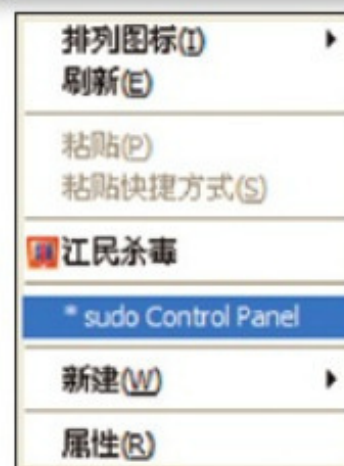 排列图标(I)
刷新(E)
粘贴(P)
粘贴快捷方式(S)
江民杀毒
* sudo Control Panel
新建(W)
属性(R)